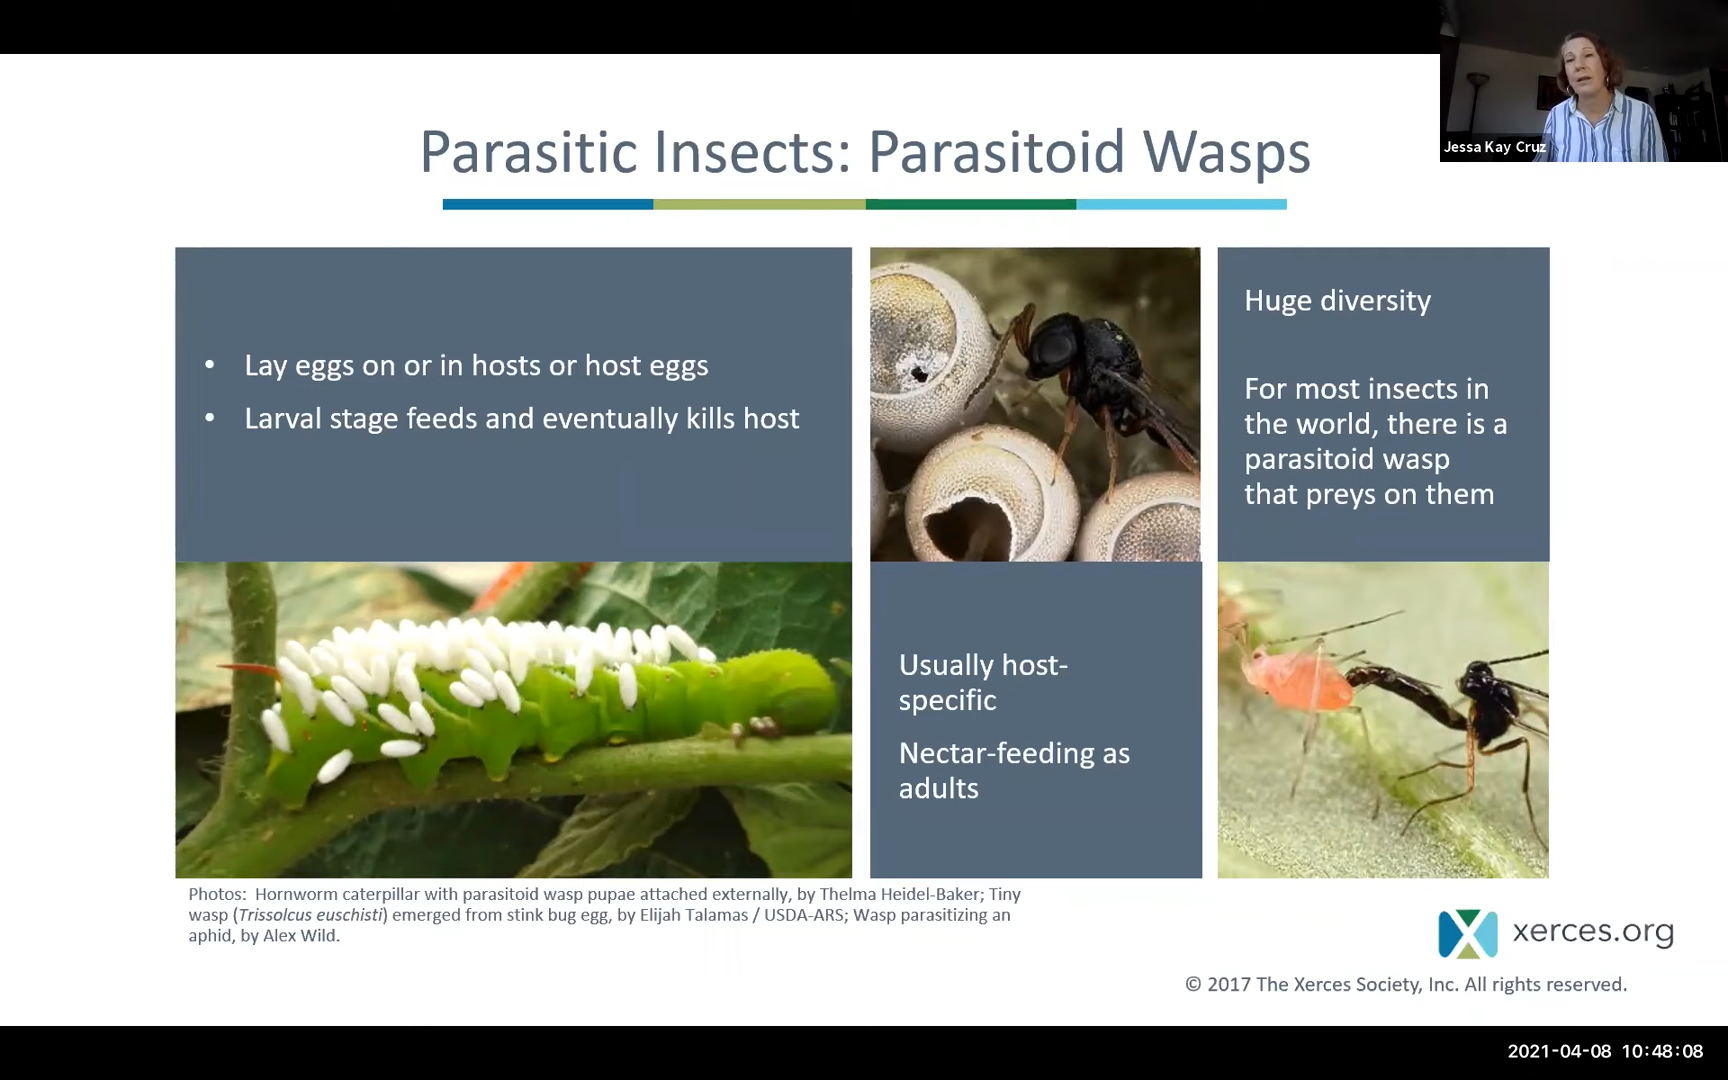 Jessa Kay Cruz
Parasitic Insects: Parasitoid Wasps
• Lay eggs on or in hosts or host eggs
• Larval stage feeds and eventually kills host
Huge diversity
For most insects in
the world, there is a
parasitoid wasp
that preys on them
Usually host-
specific
Nectar-feeding as
adults
Photos:  Hornworm caterpillar with parasitoid wasp pupae attached externally, by Thelma Heidel-Baker; Tiny
wasp (Trissolcus euschisti) emerged from stink bug egg, by Elijah Talamas / USDA-ARS; Wasp parasitizing an
aphid, by Alex Wild.
xerces.org
© 2017 The Xerces Society, Inc. All rights reserved.
2021-04-08 10:48:08